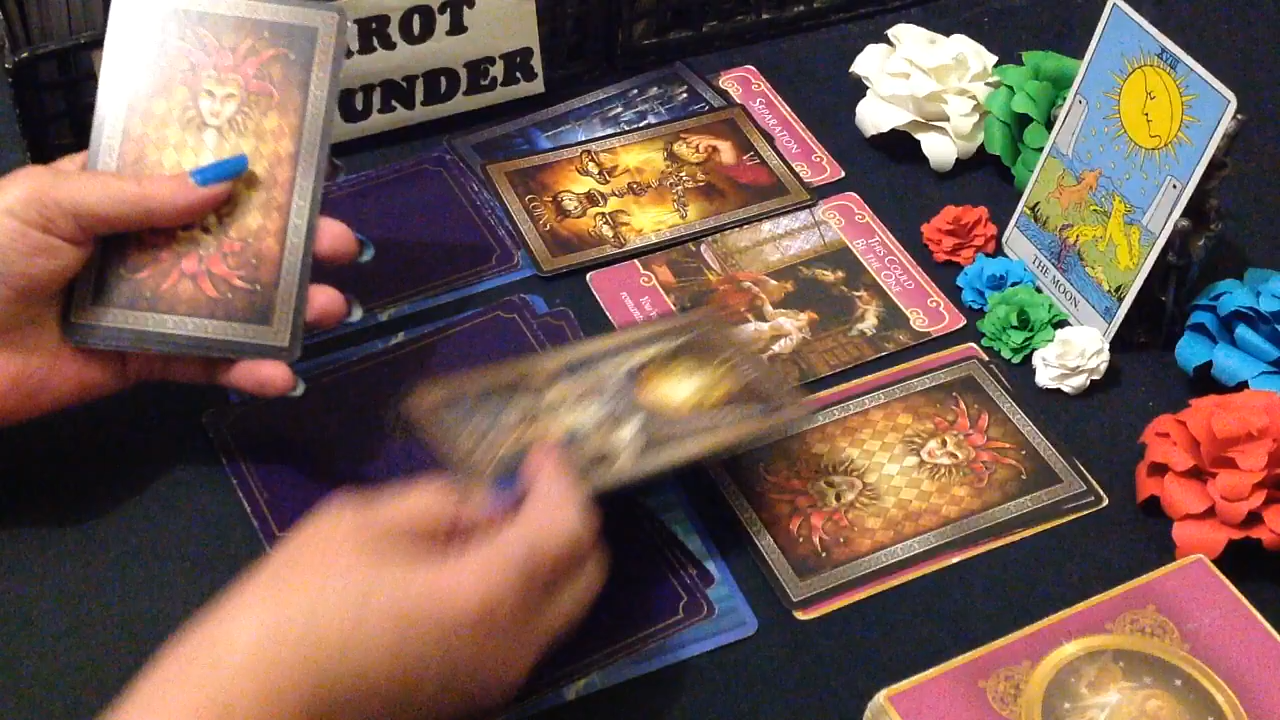 AROT
UNDER
SEPARATION
VI
COINS
THIS COULD
BE THE ONE
XVIII
THE MOON